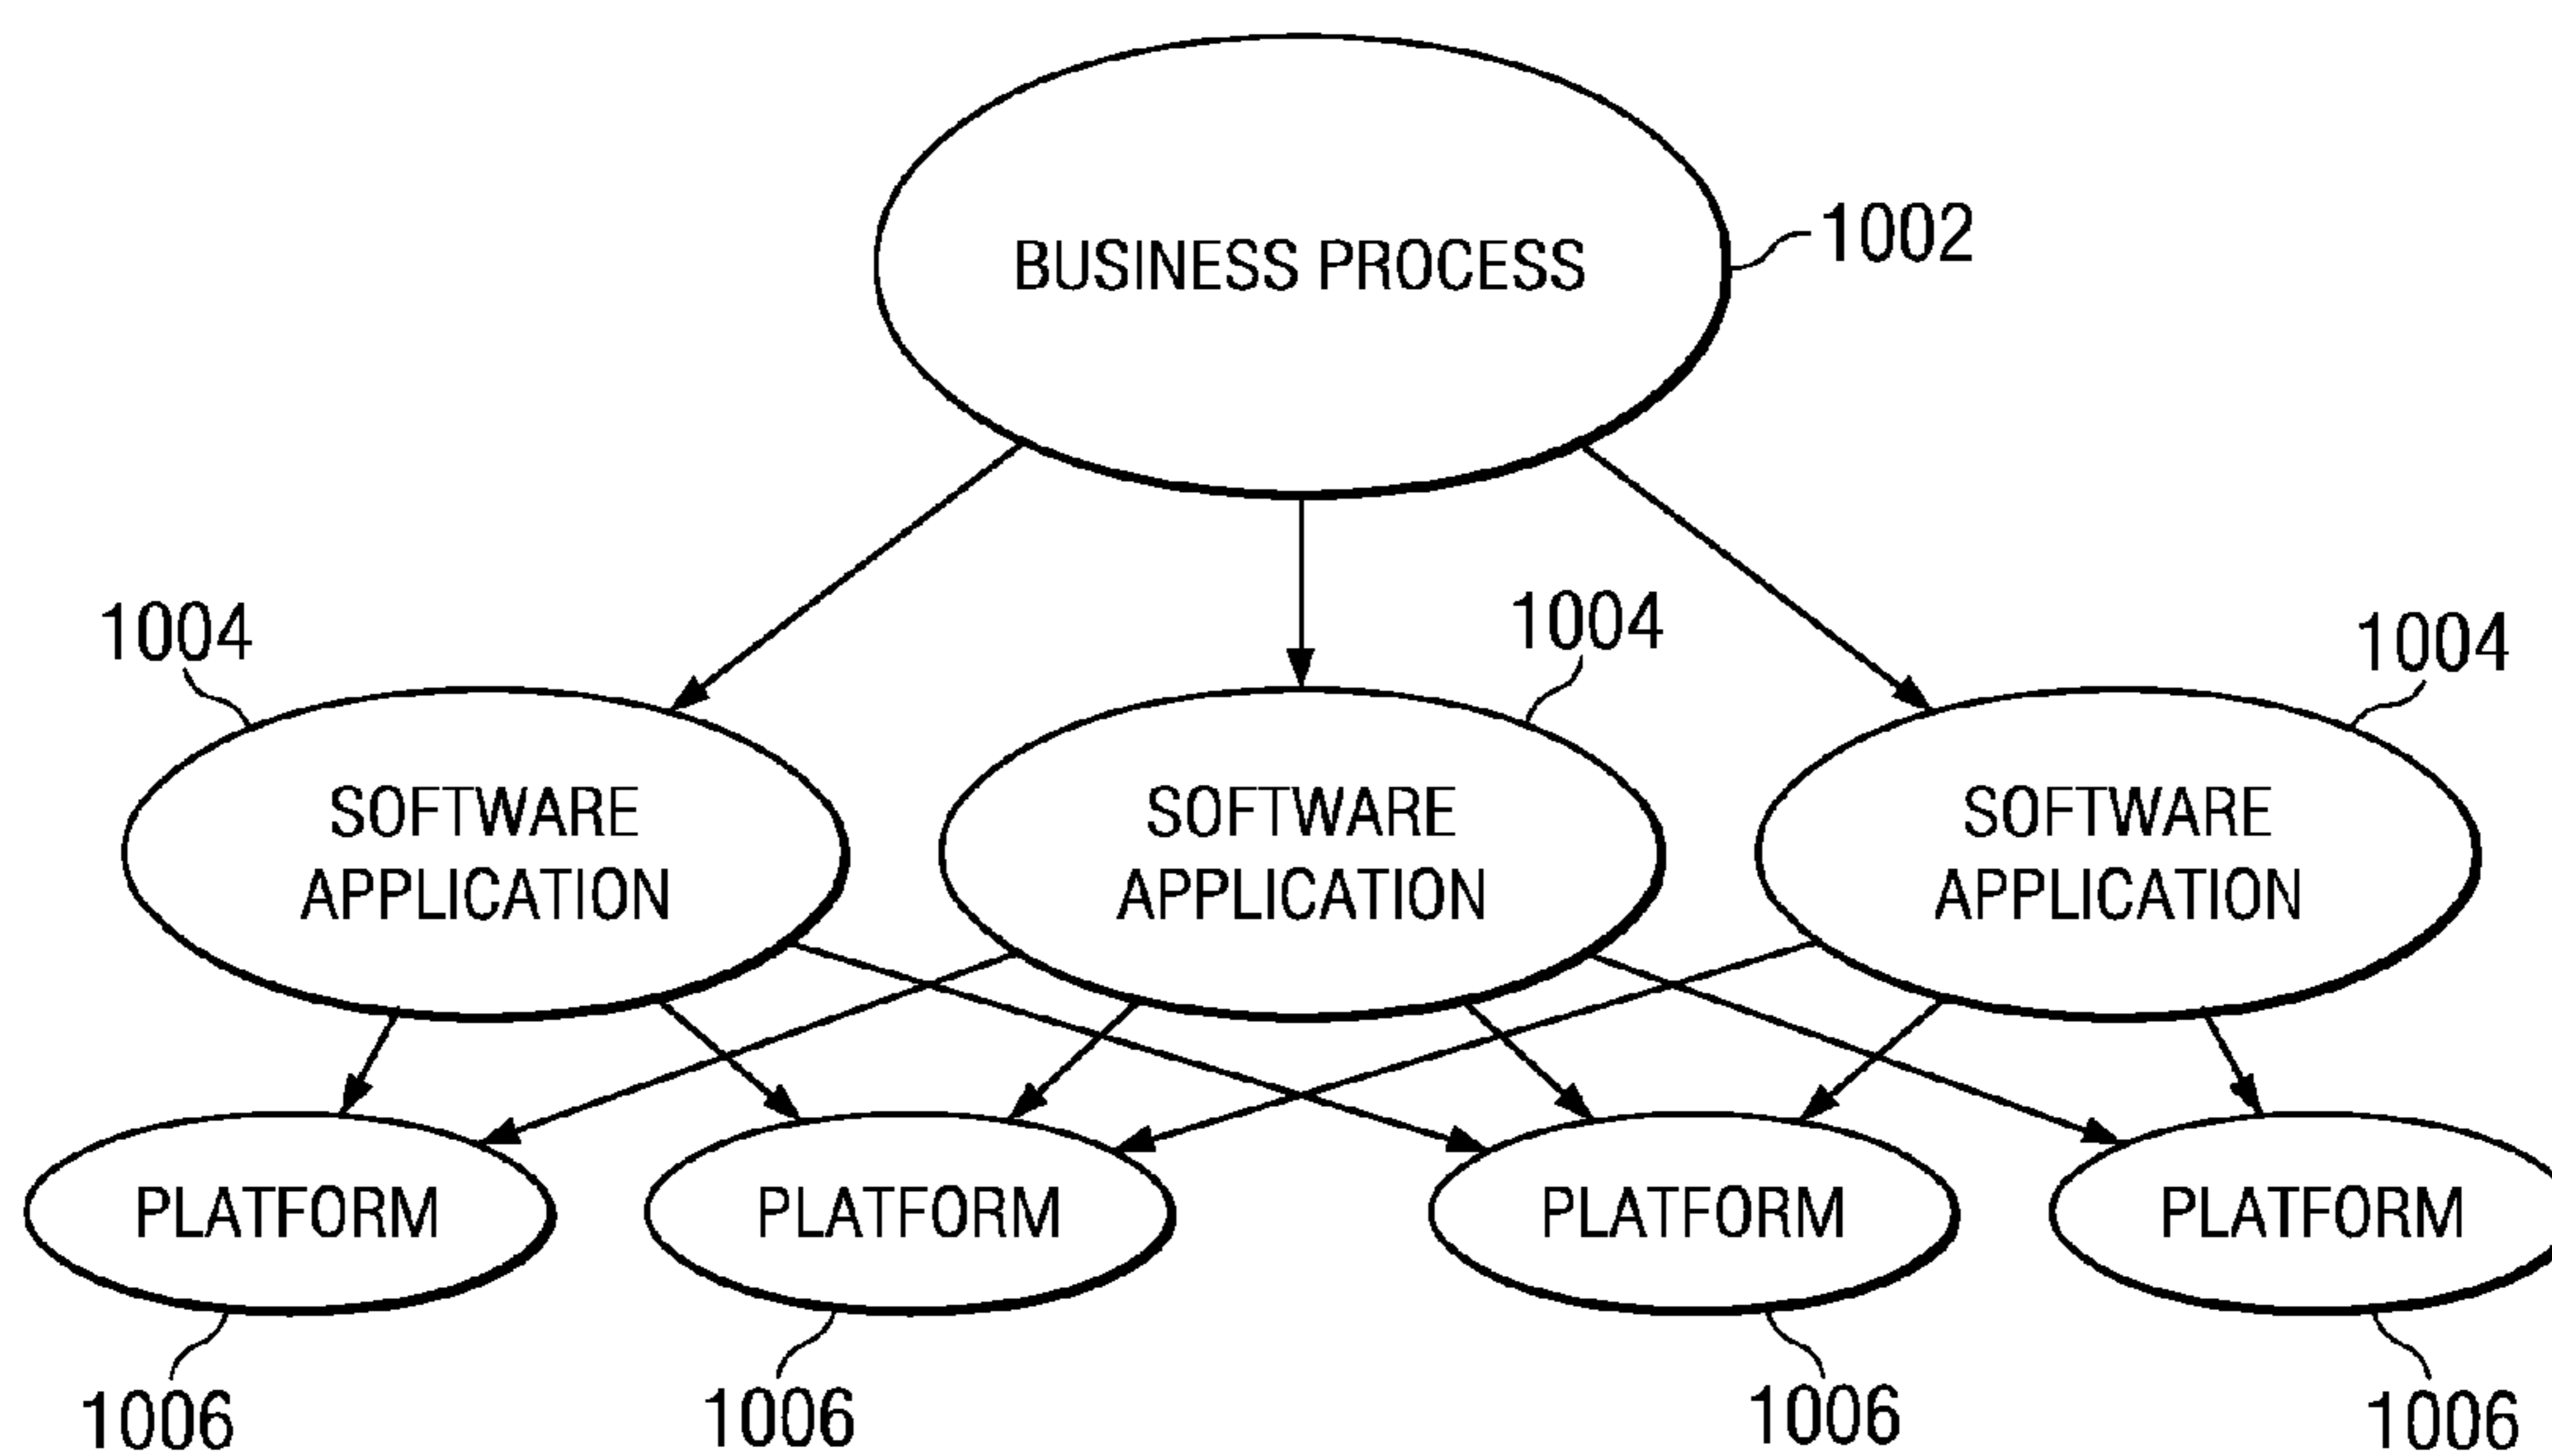 BUSINESS PROCESS
1002
1004
1004
1004
SOFTWARE
APPLICATION
SOFTWARE
APPLICATION
SOFTWARE
APPLICATION
PLATFORM
PLATFORM
PLATFORM
PLATFORM
1006
1006
1006
1006